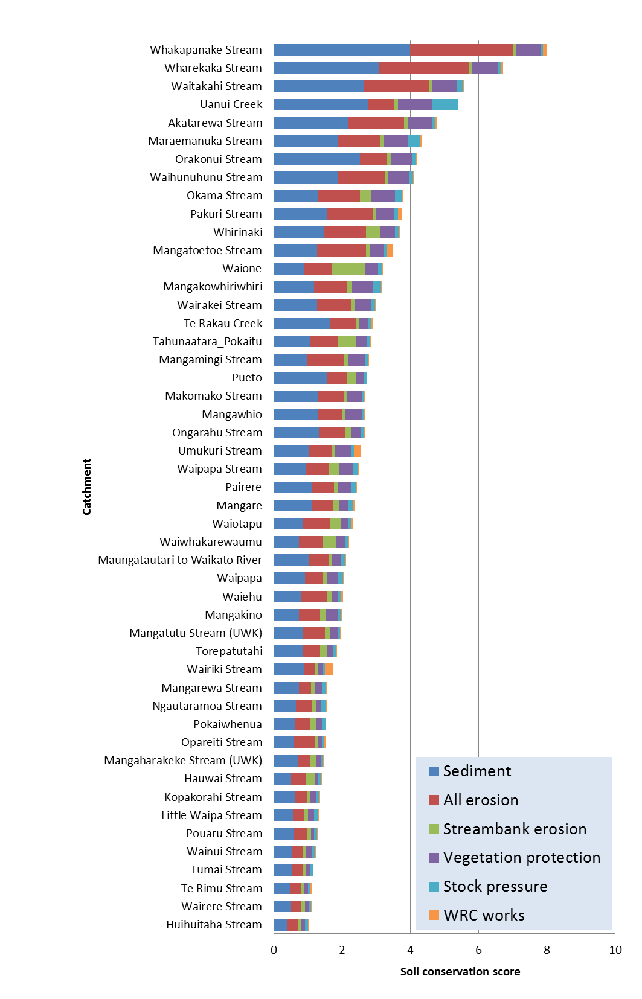 Whakapanake Stream
Wharekaka Stream
Waitakahi Stream
Uanui Creek
Akatarewa Stream
Maraemanuka Stream
Orakonui Stream
Waihunuhunu Stream
Okama Stream
Pakuri Stream
Whirinaki
Mangatoetoe Stream
Waione
Mangakowhiriwhiri
Wairakei Stream
Te Rakau Creek
Tahunaatara_Pokaitu
Mangamingi Stream
Pueto
Makomako Stream
Mangawhio
Ongarahu Stream
Umukuri Stream
Waipapa Stream
Pairere
Mangare
Waiotapu
Waiwhakarewaumu
Maungatautari to Waikato River
Waipapa
Waiehu
Mangakino
Mangatutu Stream (UWK)
Torepatutahi
Wairiki Stream
Mangarewa Stream
Ngautaramoa Stream
Pokaiwhenua
Opareiti Stream
Mangaharakeke Stream (UWK)
Hauwai Stream
Kopakorahi Stream
Little Waipa Stream
Pouaru Stream
Wainui Stream
Tumai Stream
Te Rimu Stream
Wairere Stream
Huihuitaha Stream
Catchment
Sediment
All erosion
Streambank erosion
Vegetation protection
Stock pressure
WRC works
0 2 4 6 8 10
Soil conservation score